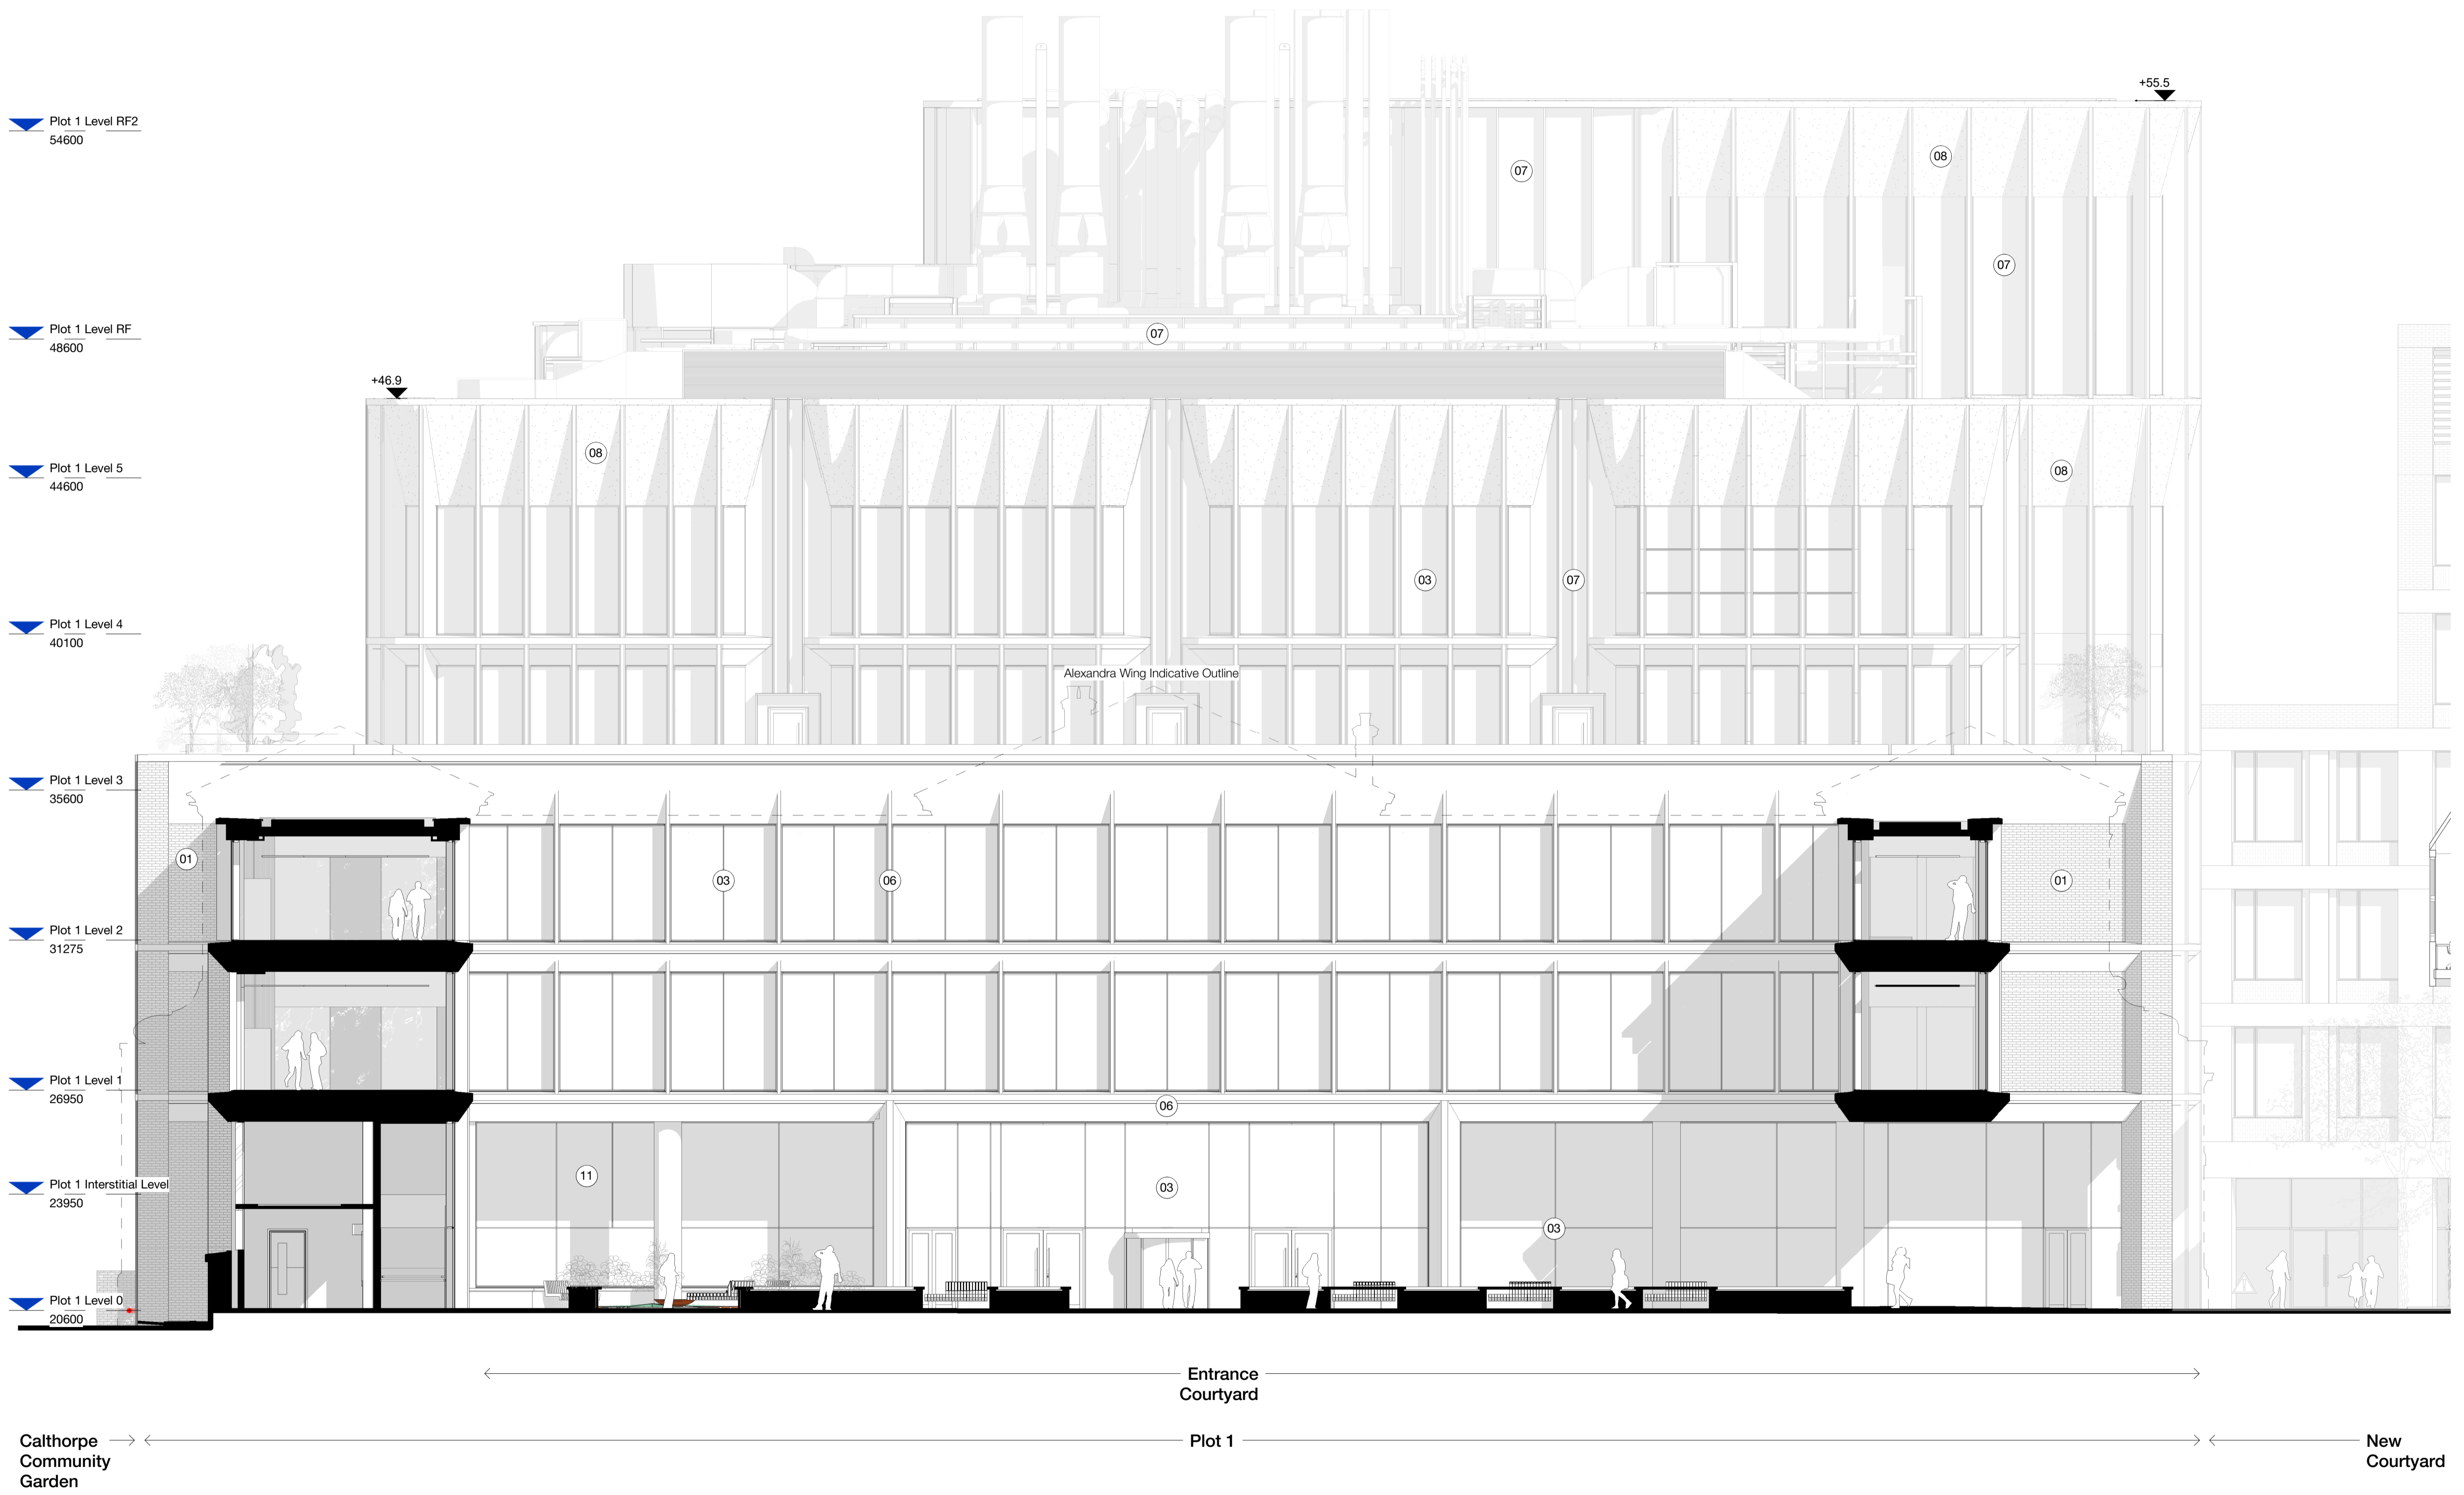 +55.5
Plot 1 Level RF2
54600
08
07
07
Plot 1 Level RF
48600
07
+46.9
08
Plot 1 Level 5
44600
08
03
07
Plot 1 Level 4
40100
Alexandra Wing Indicative Outline
Plot 1 Level 3
35600
01
03
06
01
Plot 1 Level 2
31275
Plot 1 Level 1
26950
06
11
Plot 1 Interstitial Level
23950
03
03
Plot 1 Level 0
20600
Entrance
Courtyard
Calthorpe
Community
Garden
Plot 1
New
Courtyard